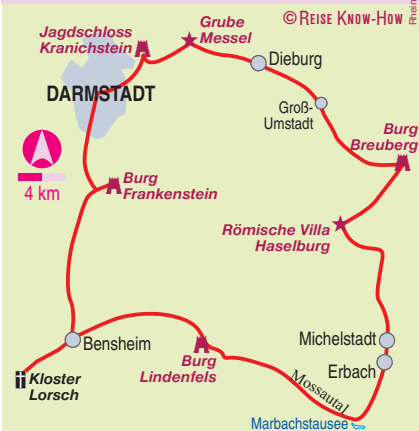 © REISE KNOW-HOW
Rhein
Grube
Messel
Jagdschloss
Kranichstein
Dieburg
DARMSTADT
Groß-
Umstadt
Burg
Breuberg
4 km
Burg
Frankenstein
Römische Villa
Haselburg
Bensheim
Michelstadt
Erbach
Burg
Lindenfels
Kloster
Lorsch
Mossautal
Marbachstausee